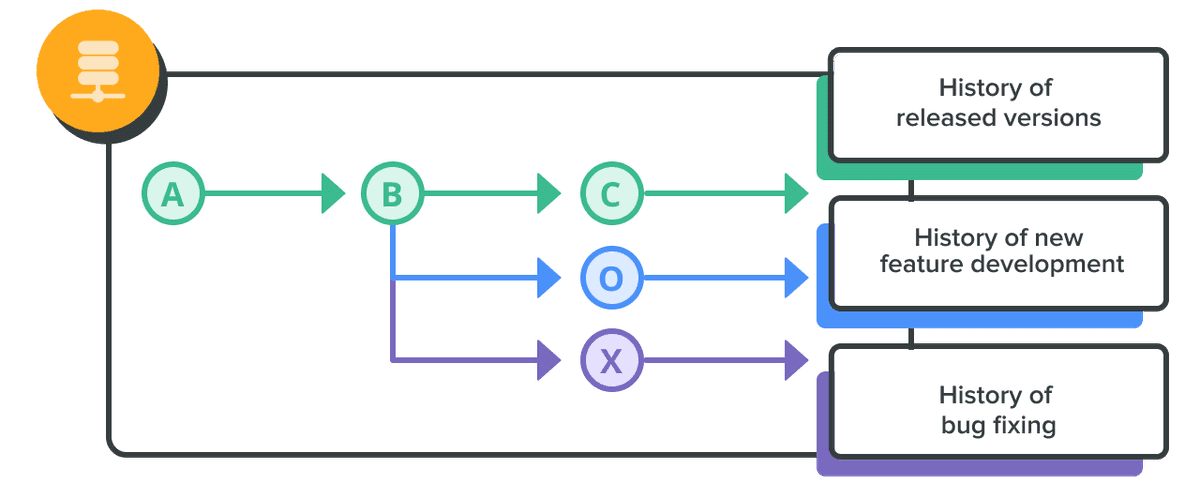 History of
released versions
A
B
C
History of new
feature development
O
X
History of
bug fixing